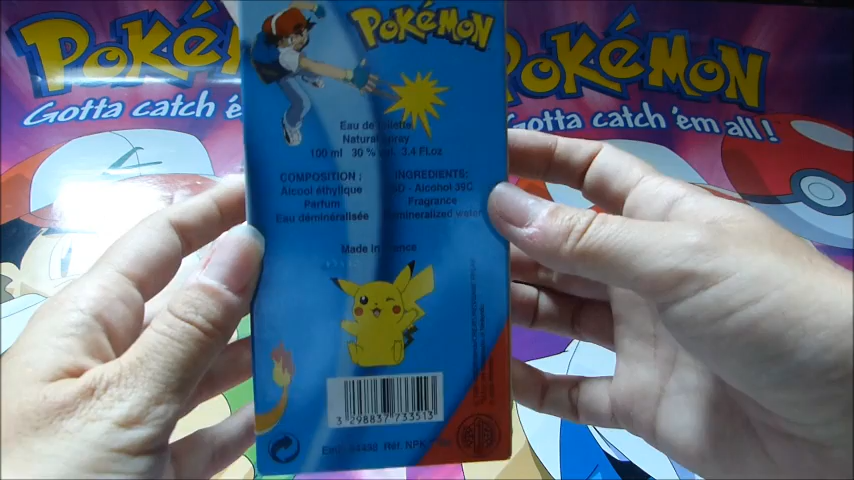 POKéMON
Gotta catch 'em all!
POKéMON
Gotta catch 'em all!
POKéMON
Eau de toilette
Natural spray
100 ml 30 % vol. 3.4 FL.oz
COMPOSITION : INGREDIENTS:
Alcool éthylique Alcohol 39C
Parfum Fragrance
Eau déminéralisée Demineralized water
Made in France
3 298837 733513
Réf.